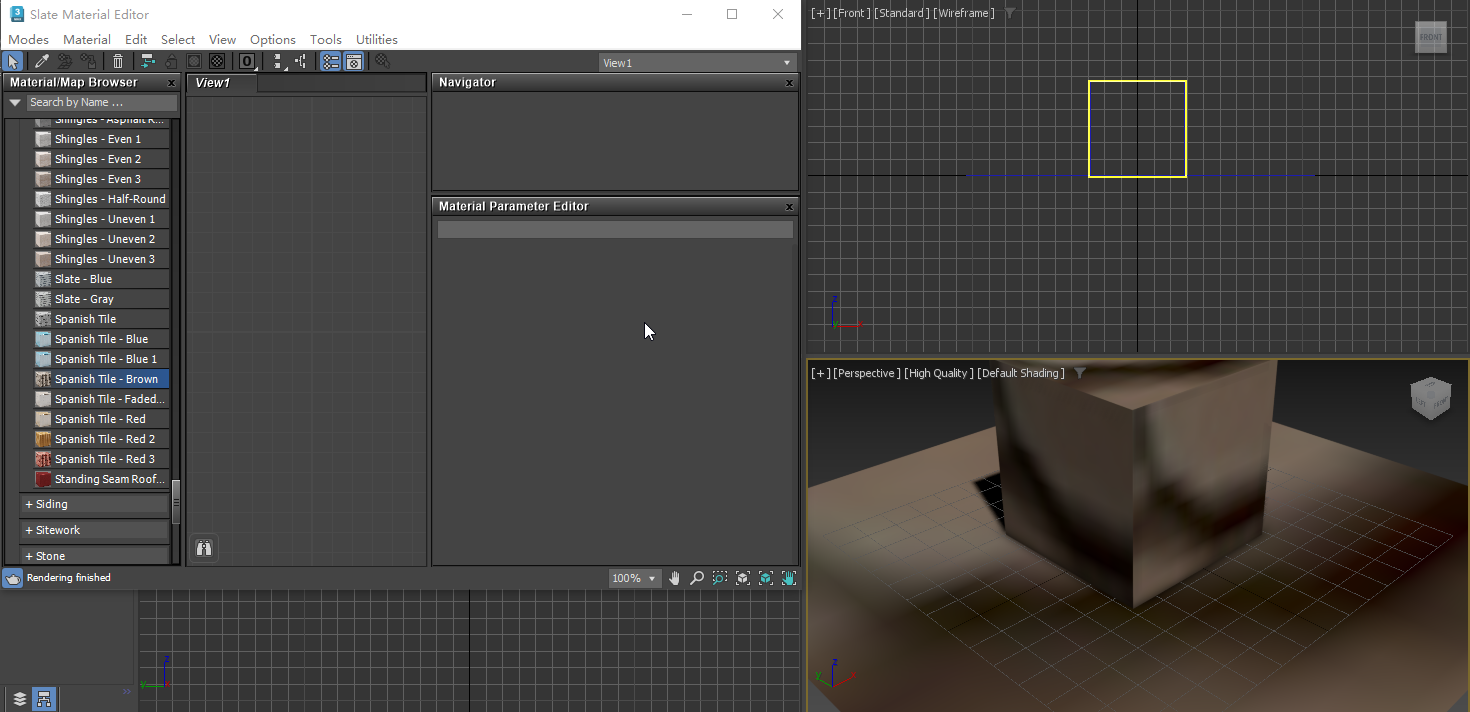 Slate Material Editor
Modes Material Edit Select View Options Tools Utilities
View1
Material/Map Browser x
Search by Name ...
Shingles - Asphalt R...
Shingles - Even 1
Shingles - Even 2
Shingles - Even 3
Shingles - Half-Round
Shingles - Uneven 1
Shingles - Uneven 2
Shingles - Uneven 3
Slate - Blue
Slate - Gray
Spanish Tile
Spanish Tile - Blue
Spanish Tile - Blue 1
Spanish Tile - Brown
Spanish Tile - Faded...
Spanish Tile - Red
Spanish Tile - Red 2
Spanish Tile - Red 3
Standing Seam Roof...
+ Siding
+ Sitework
+ Stone
View1
Navigator x
Material Parameter Editor x
Rendering finished
100%
[+] [Front ] [Standard ] [Wireframe ]
FRONT
z
[+] [Perspective ] [High Quality ] [Default Shading ]
LEFT FRONT
z
y
x
z
y